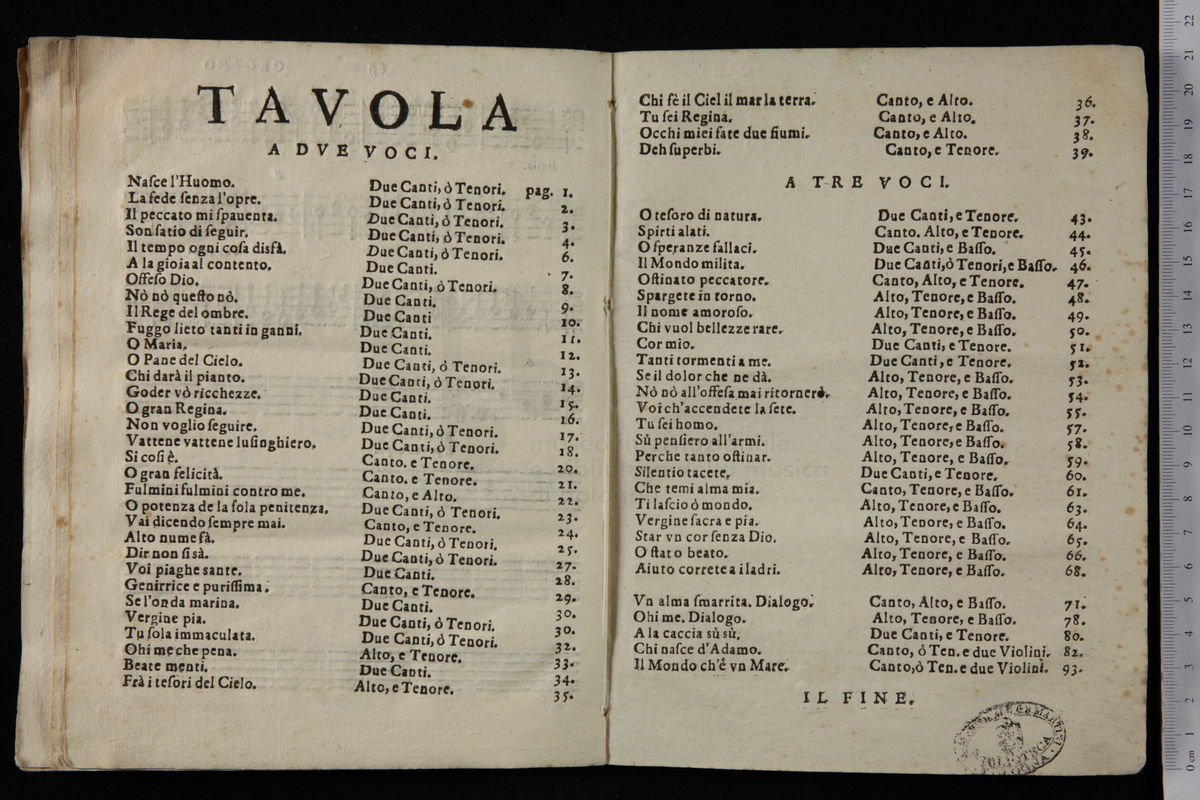 TAVOLA
A DVE VOCI.
Naſce l'Huomo. Due Canti, ò Tenori. pag. 1.
La fede ſenza l'opre. Due Canti, ò Tenori. 2.
Il peccato mi ſpauenta. Due Canti, ò Tenori. 3.
Son ſatio di ſeguir. Due Canti, ò Tenori. 4.
Il tempo ogni coſa disfà. Due Canti, ò Tenori. 6.
A la gioia al contento. Due Canti. 7.
Offeſo Dio. Due Canti, ò Tenori. 8.
Nò nò queſto nò. Due Canti. 9.
Il Rege del ombre. Due Canti 10.
Fuggo lieto tanti in ganni. Due Canti. 11.
O Maria. Due Canti. 12.
O Pane del Cielo. Due Canti, ò Tenori. 13.
Chi darà il pianto. Due Canti, ò Tenori. 14.
Goder vò ricchezze. Due Canti. 15.
O gran Regina. Due Canti. 16.
Non voglio ſeguire. Due Canti, ò Tenori. 17.
Vattene vattene luſinghiero. Due Canti, ò Tenori. 18.
Si coſi è. Canto. e Tenore. 20.
O gran felicità. Canto. e Tenore. 21.
Fulmini fulmini contro me. Canto, e Alto. 22.
O potenza de la ſola penitenza. Due Canti, ò Tenori. 23.
Vai dicendo ſempre mai. Canto, e Tenore. 24.
Alto nume fà. Due Canti, ò Tenori. 25.
Dir non ſi sà. Due Canti, ò Tenori. 27.
Voi piaghe sante. Due Canti. 28.
Genitrice e puriſſima. Canto, e Tenore. 29.
Se l'onda marina. Due Canti. 30.
Vergine pia. Due Canti, ò Tenori. 30.
Tu ſola immaculata. Due Canti, ò Tenori. 32.
Ohi me che pena. Alto, e Tenore. 33.
Beate menti. Due Canti. 34.
Frà i teſori del Cielo. Alto, e Tenore. 35.
Chi fè il Ciel il mar la terra. Canto, e Alto. 36.
Tu ſei Regina. Canto, e Alto. 37.
Occhi miei fate due fiumi. Canto, e Alto. 38.
Deh ſuperbi. Canto, e Tenore. 39.
A TRE VOCI.
O teſoro di natura. Due Canti, e Tenore. 43.
Spirti alati. Canto. Alto, e Tenore. 44.
O ſperanze fallaci. Due Canti, e Baſſo. 45.
Il Mondo milita. Due Canti, ò Tenori, e Baſſo. 46.
Oſtinato peccatore. Canto, Alto, e Tenore. 47.
Spargete in torno. Alto, Tenore, e Baſſo. 48.
Il nome amoroſo. Alto, Tenore, e Baſſo. 49.
Chi vuol bellezze rare. Alto, Tenore, e Baſſo. 50.
Cor mio. Due Canti, e Tenore. 51.
Tanti tormenti a me. Due Canti, e Tenore. 52.
Se il dolor che ne dà. Alto, Tenore, e Baſſo. 53.
Nò nò all'offeſa mai ritornerò. Alto, Tenore, e Baſſo. 54.
Voi ch'accendete la ſete. Alto, Tenore, e Baſſo. 55.
Tu ſei homo. Alto, Tenore, e Baſſo. 57.
Sù penſiero all'armi. Alto, Tenore, e Baſſo. 58.
Perche tanto oſtinar. Alto, Tenore, e Baſſo. 59.
Silentio tacete. Due Canti, e Tenore. 60.
Che temi alma mia. Canto, Tenore, e Baſſo. 61.
Ti laſcio ò mondo. Alto, Tenore, e Baſſo. 63.
Vergine ſacra e pia. Alto, Tenore, e Baſſo. 64.
Star vn cor ſenza Dio. Alto, Tenore, e Baſſo. 65.
O ſtato beato. Alto, Tenore, e Baſſo. 66.
Aiuto correte a i ladri. Alto, Tenore, e Baſſo. 68.
Vn alma ſmarrita. Dialogo. Canto, Alto, e Baſſo. 71.
Ohi me. Dialogo. Alto, Tenore, e Baſſo. 78.
A la caccia sù sù. Due Canti, e Tenore. 80.
Chi naſce d'Adamo. Canto, ò Ten. e due Violini. 82.
Il Mondo ch'è vn Mare. Canto, ò Ten. e due Violini. 93.
IL FINE.